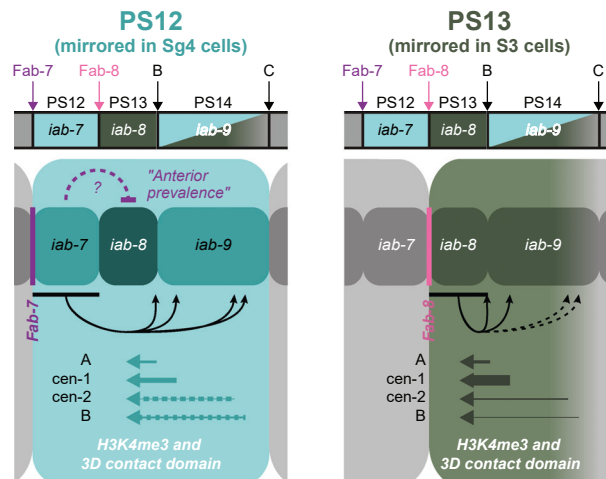 PS12
(mirrored in Sg4 cells)
Fab-7
Fab-8
B
C
PS12
PS13
PS14
iab-7
iab-8
iab-9
?
"Anterior
prevalence"
iab-7
iab-8
iab-9
Fab-7
A
cen-1
cen-2
B
H3K4me3 and
3D contact domain
PS13
(mirrored in S3 cells)
Fab-7
Fab-8
B
C
PS12
PS13
PS14
iab-7
iab-8
iab-9
iab-7
iab-8
iab-9
Fab-8
A
cen-1
cen-2
B
H3K4me3 and
3D contact domain